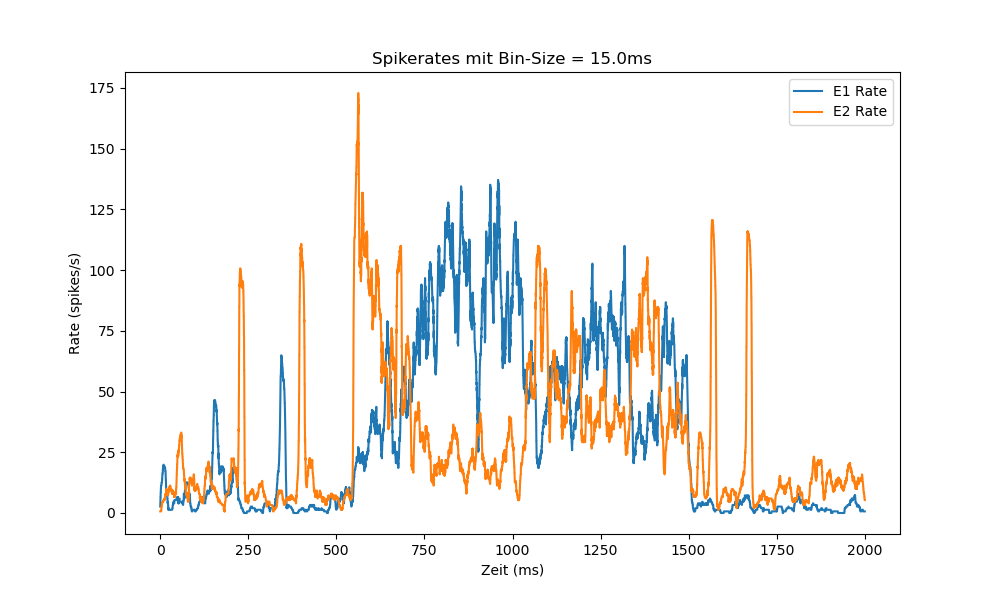 Spikerates mit Bin-Size = 15.0ms
E1 Rate
E2 Rate
Rate (spikes/s)
175
150
125
100
75
50
25
0
0 250 500 750 1000 1250 1500 1750 2000
Zeit (ms)